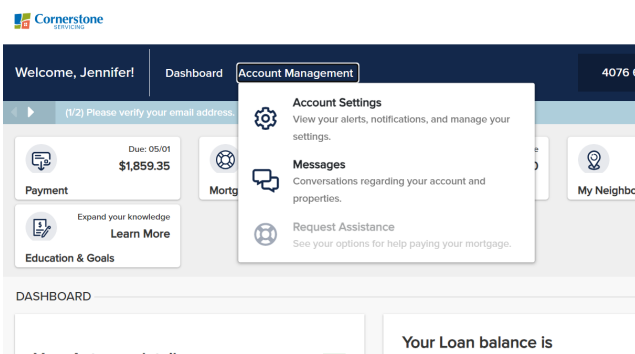 Cornerstone
SERVICING
Welcome, Jennifer!
Dashboard
Account Management
4076
(1/2) Please verify your email address.
Account Settings
View your alerts, notifications, and manage your
settings.
Messages
Conversations regarding your account and
properties.
Request Assistance
See your options for help paying your mortgage.
Due: 05/01
$1,859.35
Payment
Mortg
My Neighbo
Expand your knowledge
Learn More
Education & Goals
DASHBOARD
Your Loan balance is